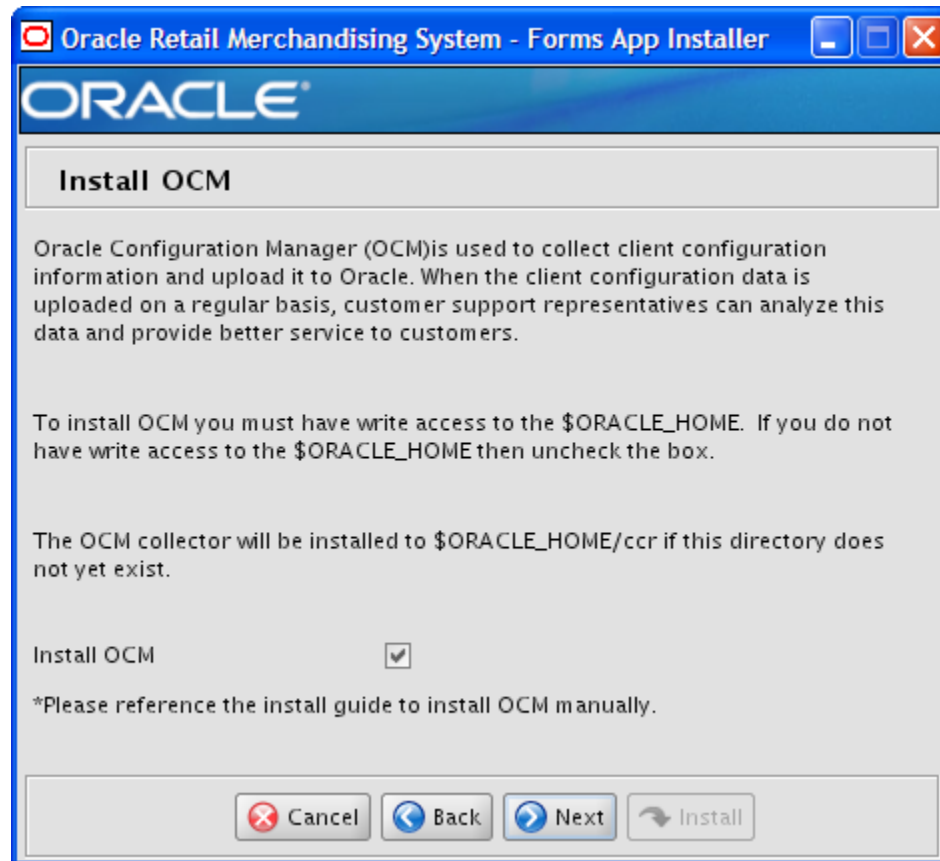 Oracle Retail Merchandising System - Forms App Installer
ORACLE
Install OCM
Oracle Configuration Manager (OCM)is used to collect client configuration
information and upload it to Oracle. When the client configuration data is
uploaded on a regular basis, customer support representatives can analyze this
data and provide better service to customers.
To install OCM you must have write access to the $ORACLE_HOME.  If you do not
have write access to the $ORACLE_HOME then uncheck the box.
The OCM collector will be installed to $ORACLE_HOME/ccr if this directory does
not yet exist.
Install OCM
*Please reference the install guide to install OCM manually.
Cancel Back Next Install